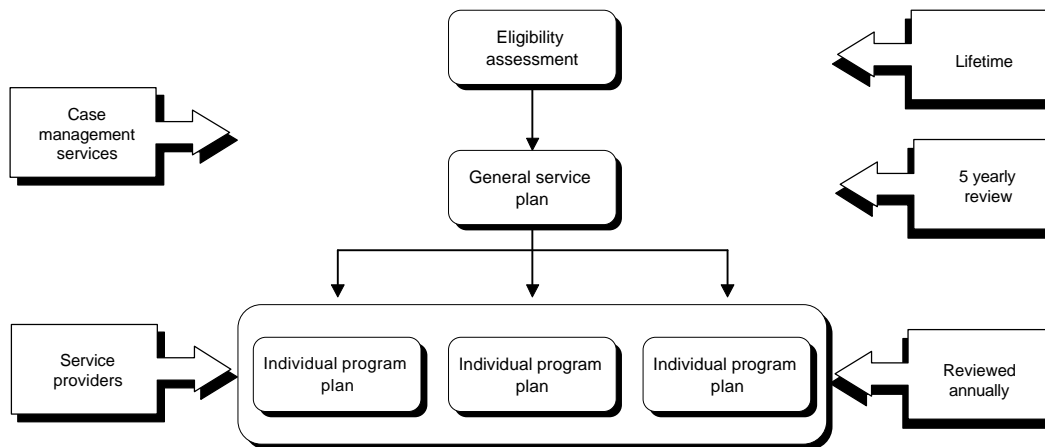 Eligibility
assessment
Lifetime
Case
management
services
General service
plan
5 yearly
review
Service
providers
Individual program
plan
Individual program
plan
Individual program
plan
Reviewed
annually